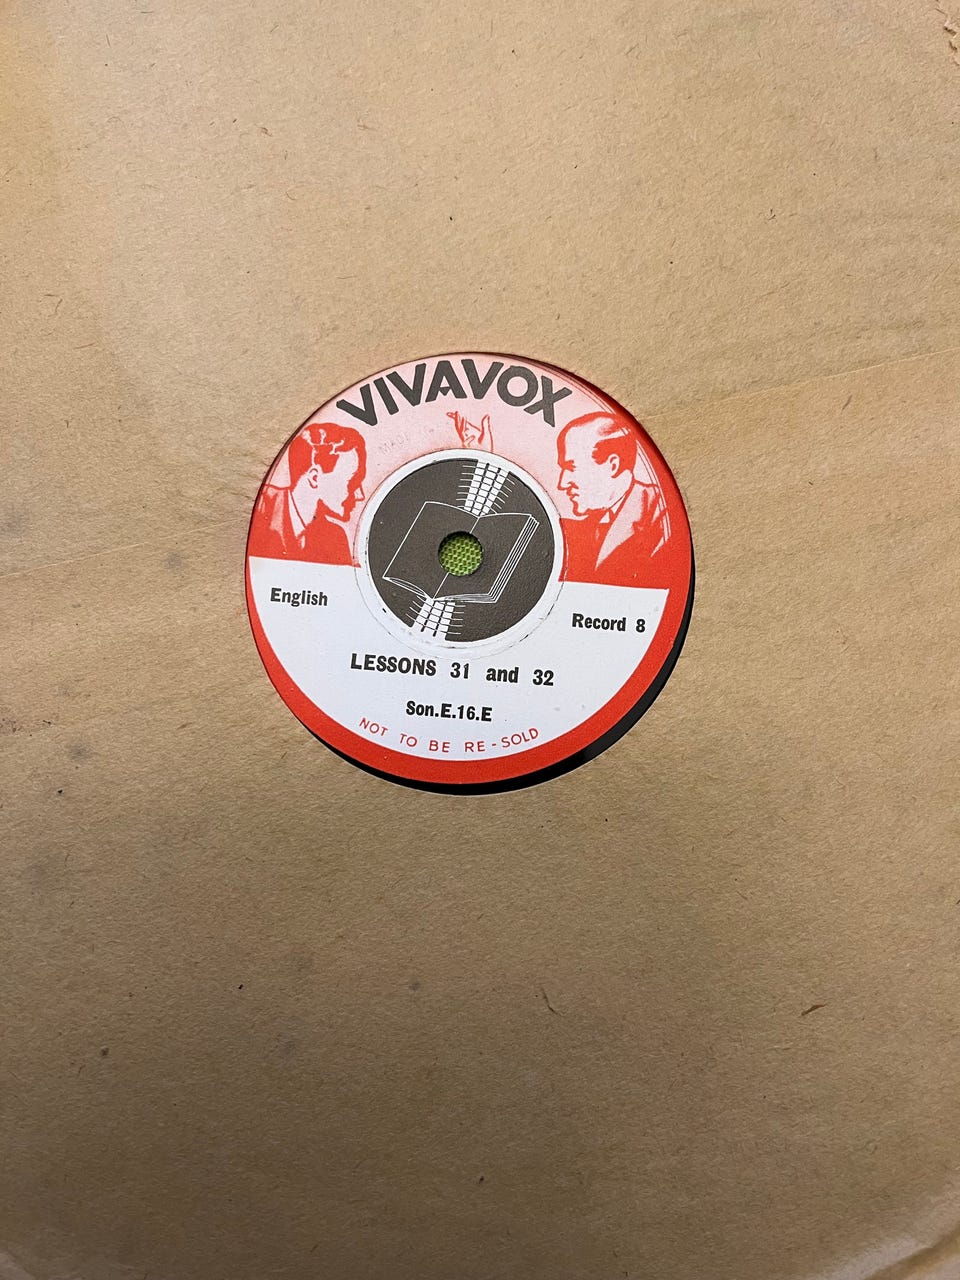 VIVAVOX
English
Record 8
LESSONS 31 and 32
Son.E.16.E
NOT TO BE RE-SOLD